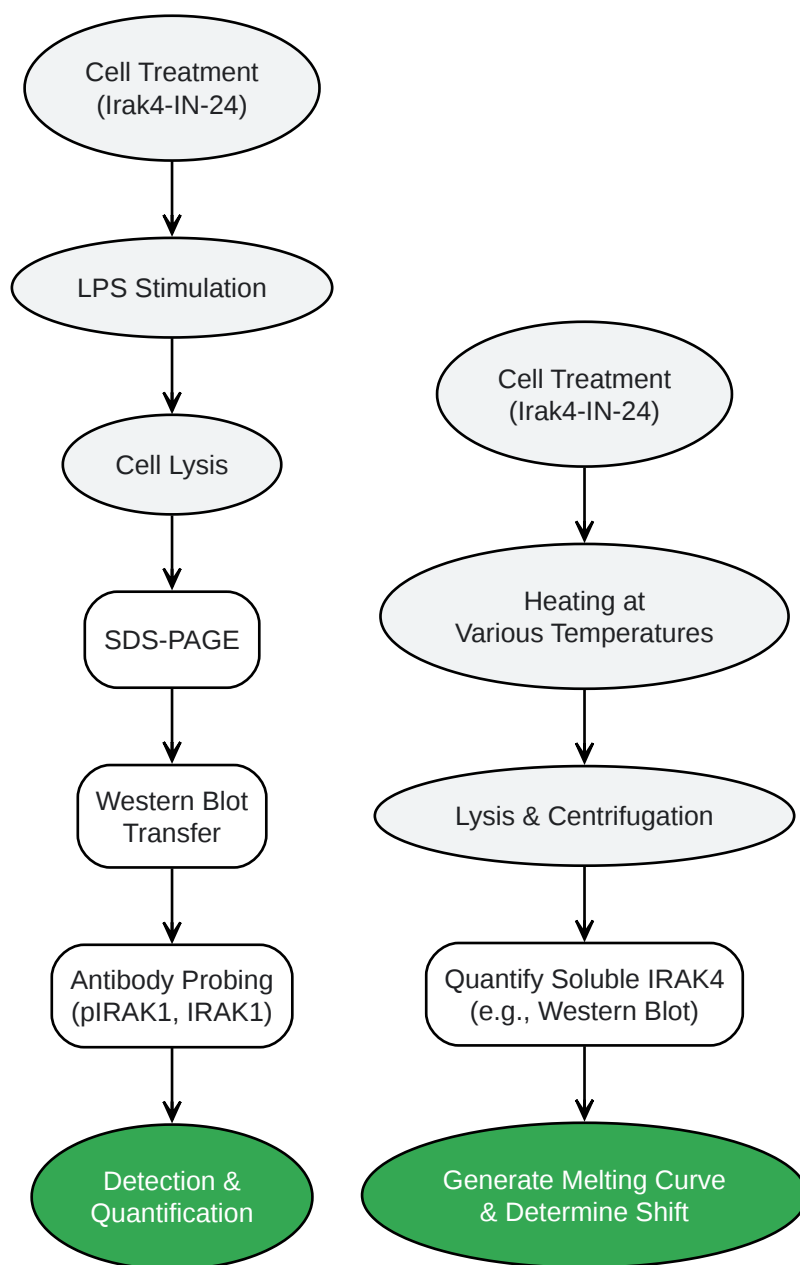 Cell Treatment
(Irak4-IN-24)
LPS Stimulation
Cell Lysis
SDS-PAGE
Western Blot
Transfer
Antibody Probing
(pIRAK1, IRAK1)
Detection &
Quantification
Cell Treatment
(Irak4-IN-24)
Heating at
Various Temperatures
Lysis & Centrifugation
Quantify Soluble IRAK4
(e.g., Western Blot)
Generate Melting Curve
& Determine Shift